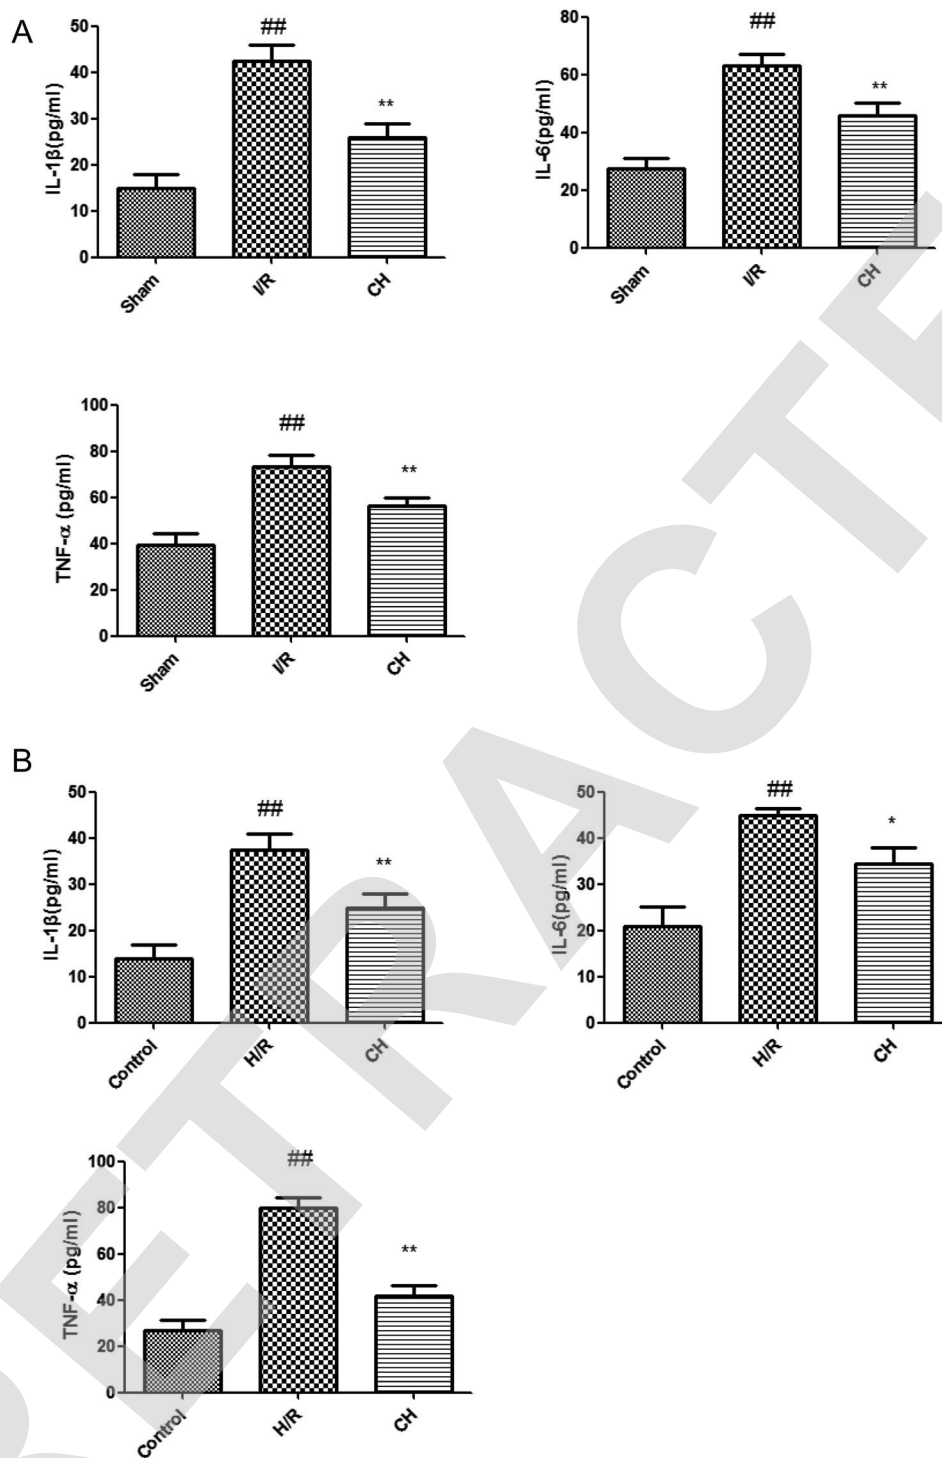 A
IL-1β(pg/ml)
50
40
30
20
10
0
##
**
Sham
I/R
CH
IL-6(pg/ml)
80
60
40
20
0
##
**
Sham
I/R
CH
TNF-α (pg/ml)
100
80
60
40
20
0
##
**
Sham
I/R
CH
B
IL-1β(pg/ml)
50
40
30
20
10
0
##
**
Control
H/R
CH
IL-6(pg/ml)
50
40
30
20
10
0
##
*
Control
H/R
CH
TNF-α (pg/ml)
100
80
60
40
20
0
##
**
Control
H/R
CH
RETRACTE